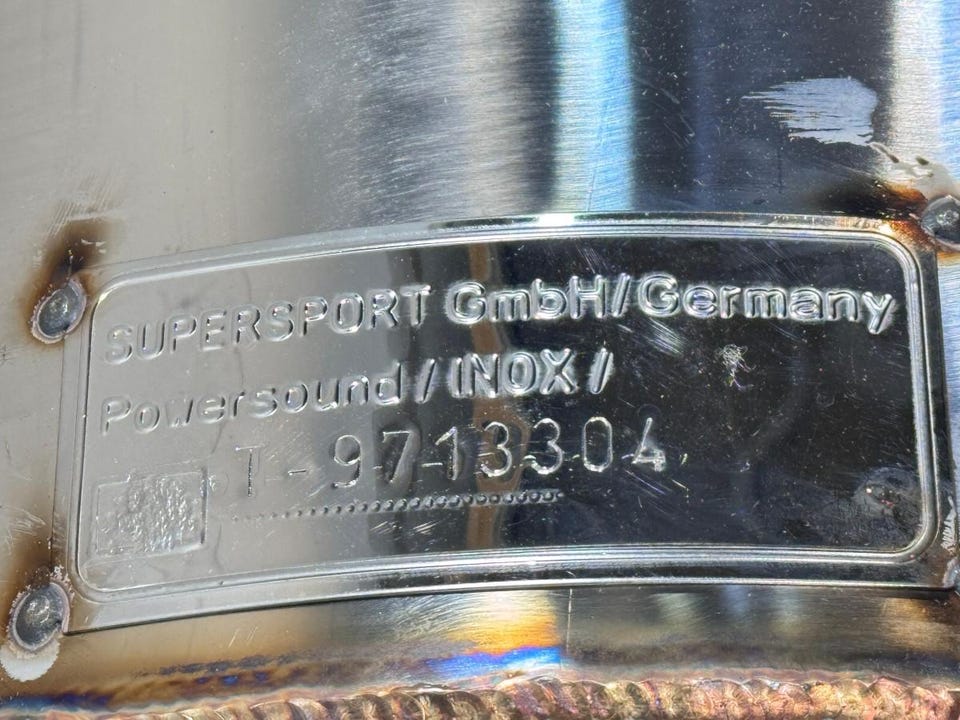 SUPERSPORT GmbH/Germany
Powersound / INOX /
T-9713304